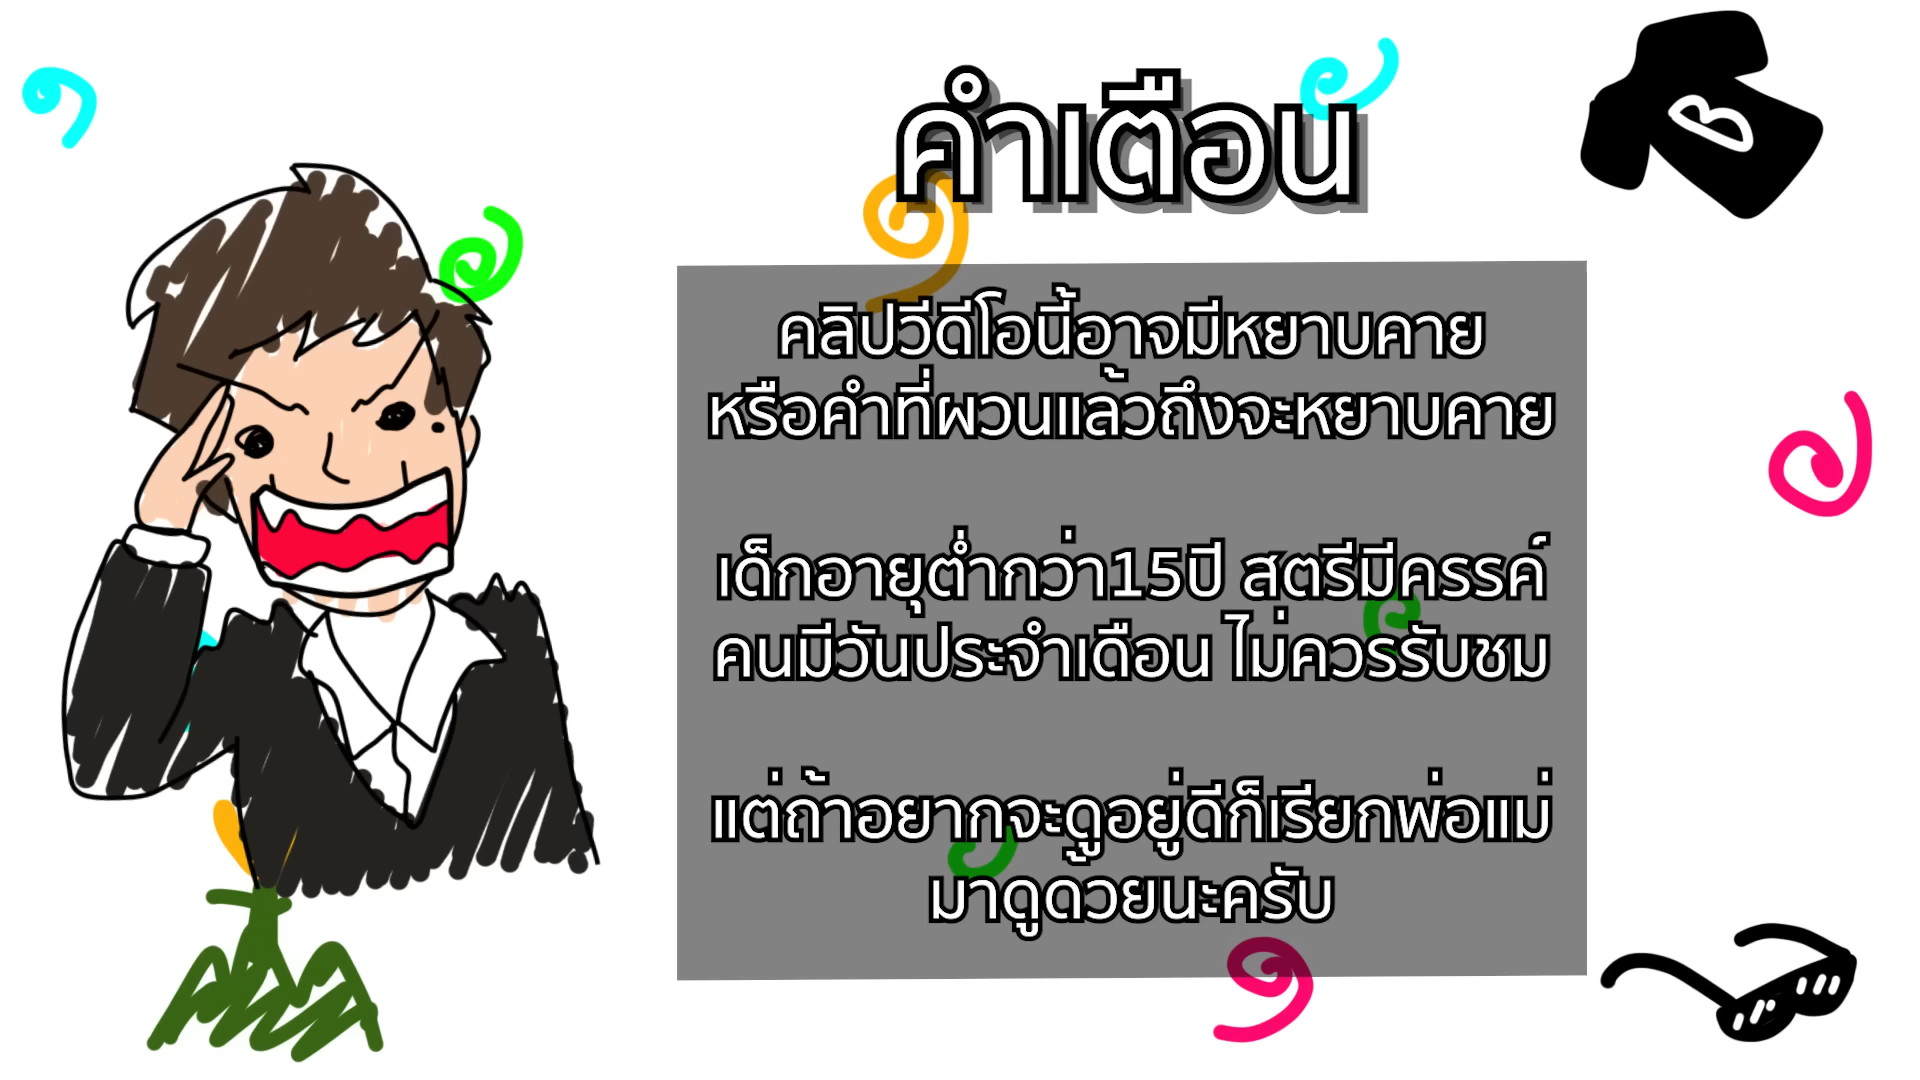 คำเตือน
B
คลิปวีดีโอนี้อาจมีหยาบคาย
หรือคำที่ผวนแล้วถึงจะหยาบคาย
เด็กอายุต่ำกว่า15ปี สตรีมีครรค์
คนมีวันประจำเดือน ไม่ควรรับชม
แต่ถ้าอยากจะดูอยู่ดีก็เรียกพ่อแม่
มาดูด้วยนะครับ